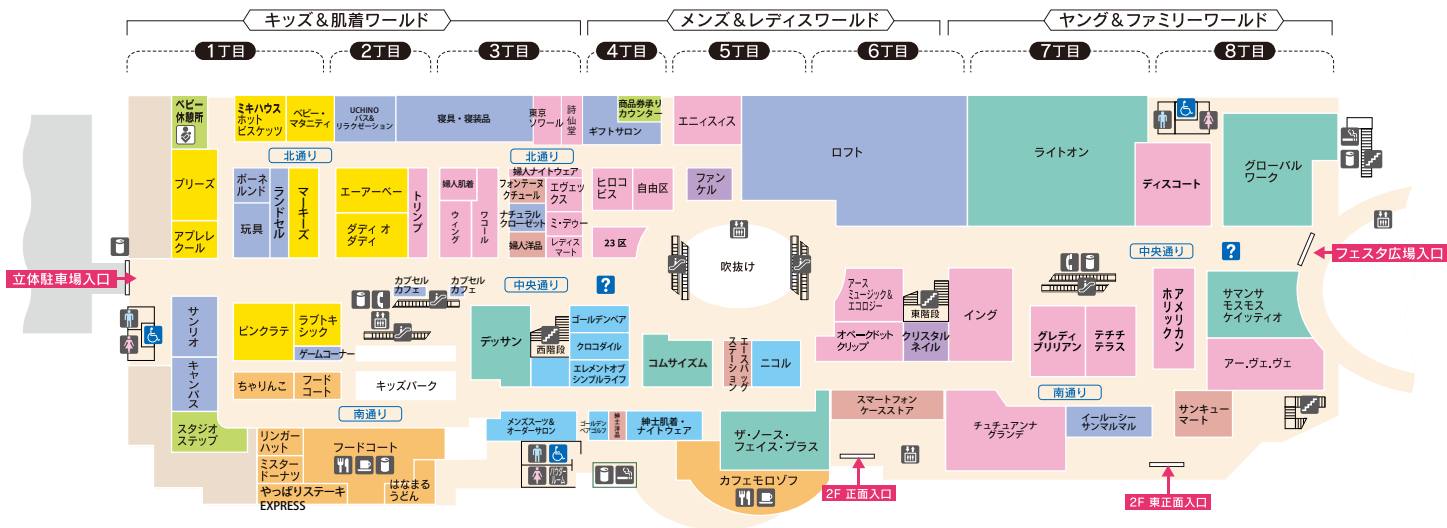 キッズ＆肌着ワールド
メンズ＆レディスワールド
ヤング＆ファミリーワールド
1丁目
2丁目
3丁目
4丁目
5丁目
6丁目
7丁目
8丁目
ベビー
休憩所
ミキハウス
ホット
ビスケッツ
ベビー・
マタニティ
UCHINO
バス&
リラクゼーション
寝具・寝装品
東京
ソワール
詩仙堂
商品券承り
カウンター
ギフトサロン
エニィスィス
ロフト
ライトオン
グローバル
ワーク
ディスコート
北通り
北通り
ブリーズ
アプレレ
クール
ボーネ
ルンド
玩具
ランドセル
マーキーズ
エーアーベー
ダディ オ
ダディ
トリンプ
婦人肌着
ウィング
ワコール
婦人ナイトウェア
フォンテーヌ
クチュール
エヴェッ
クス
ナチュラル
クローゼット
ミ・デゥー
婦人洋品
レディス
マート
ヒロコ
ビス
自由区
23区
ファン
ケル
吹抜け
中央通り
?
フェスタ広場入口
立体駐車場入口
カプセル
カフェ
カプセル
カフェ
中央通り
?
サンリオ
キャンパス
スタジオ
ステップ
ピンクラテ
ラブトキ
シック
ゲームコーナー
ちゃりんこ
フード
コート
キッズパーク
南通り
デッサン
西階段
ゴールデンベア
クロコダイル
エレメントオブ
シンプルライフ
コムサイズム
エースバッグ
ステーション
ニコル
アース
ミュージック＆
エコロジー
東階段
オペークドット
クリップ
クリスタル
ネイル
イング
グレディ
ブリリアン
テチチ
テラス
アメリカン
ホリック
サマンサ
モスモス
ケイッティオ
アー.ヴェ.ヴェ
南通り
リンガー
ハット
ミスター
ドーナツ
やっぱりステーキ
EXPRESS
フードコート
はなまる
うどん
メンズスーツ＆
オーダーサロン
パウダー
ルーム
ゴールデン
ベアゴルフ
紳士洋品
紳士肌着・
ナイトウェア
ザ・ノース・
フェイス・プラス
カフェモロゾフ
スマートフォン
ケースストア
チュチュアンナ
グランデ
イールーシー
サンマルマル
サンキュー
マート
2F 正面入口
2F 東正面入口